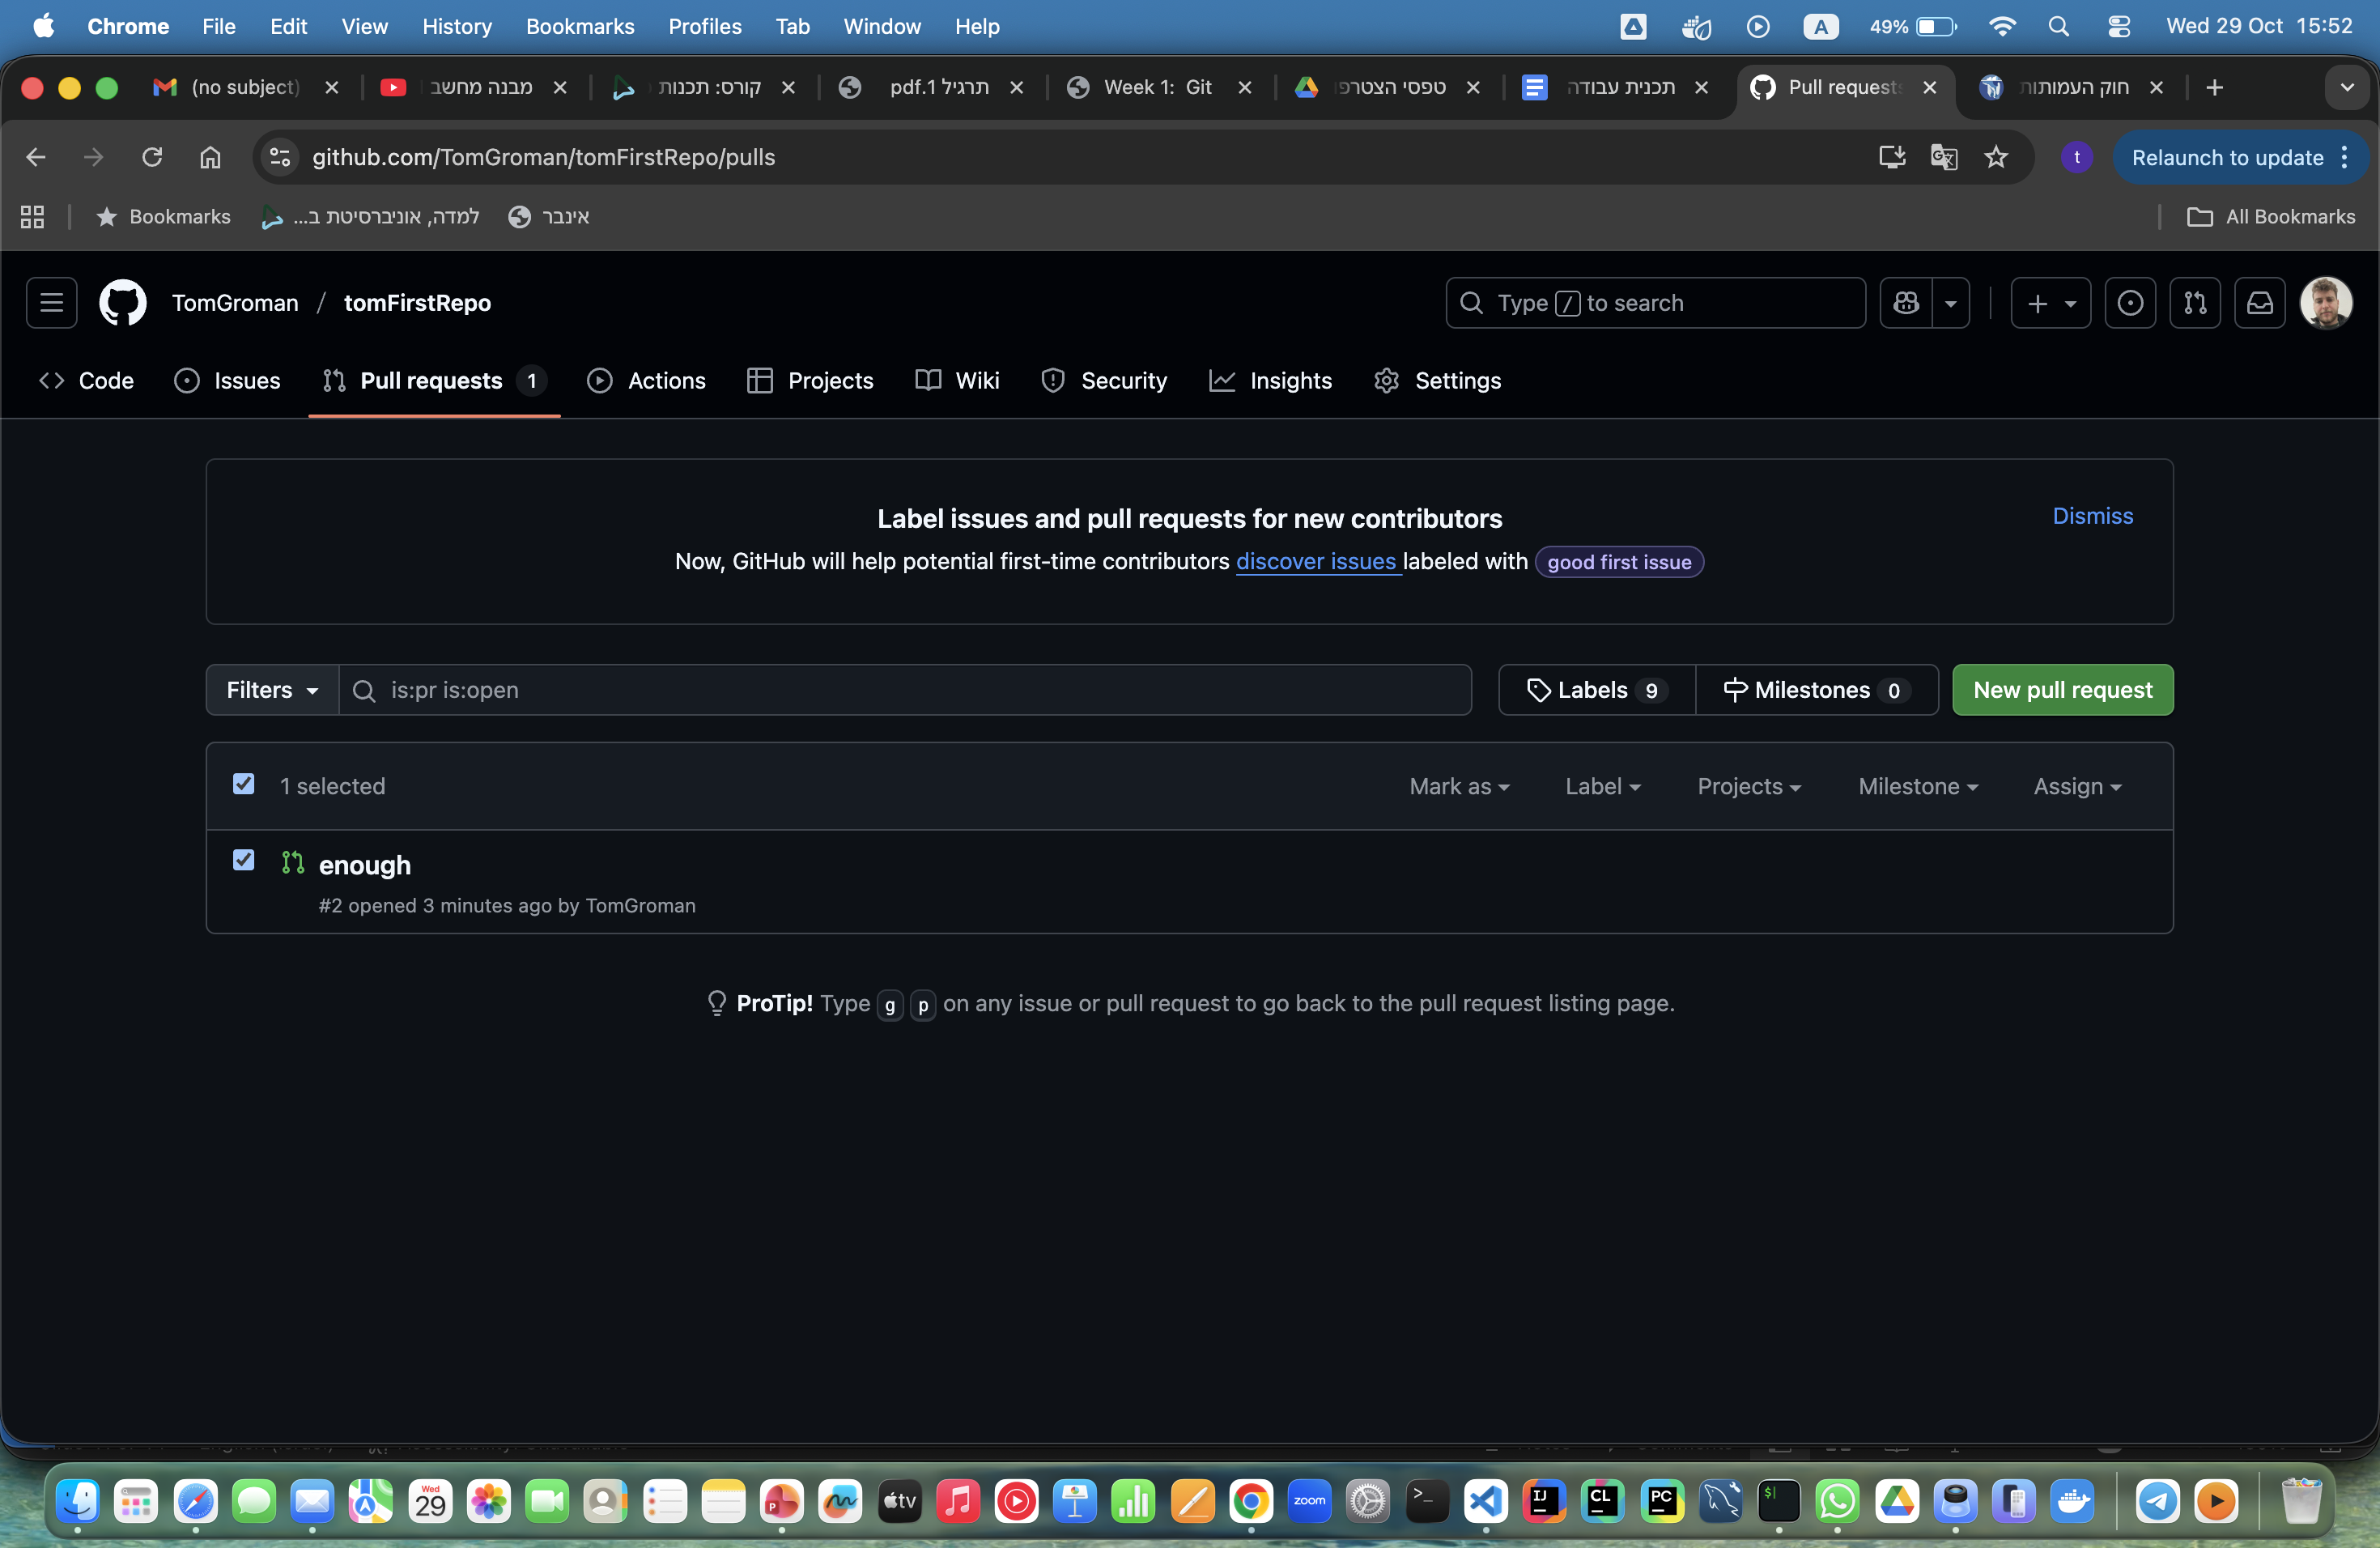 Chrome File Edit View History Bookmarks Profiles Tab Window Help A 49% Wed 29 Oct 15:52
(no subject)
מבנה מחשב
קורס: תכנות
תרגיל 1.pdf
Week 1: Git
טפסי הצטרפו
תכנית עבודה
Pull requests
חוק העמותות
github.com/TomGroman/tomFirstRepo/pulls t Relaunch to update
Bookmarks
למדה, אוניברסיטת ב...
אינבר
All Bookmarks
TomGroman / tomFirstRepo Type / to search
Code Issues Pull requests 1 Actions Projects Wiki Security Insights Settings
Label issues and pull requests for new contributors
Dismiss
Now, GitHub will help potential first-time contributors discover issues labeled with good first issue
Filters is:pr is:open Labels 9 Milestones 0 New pull request
1 selected Mark as Label Projects Milestone Assign
enough
#2 opened 3 minutes ago by TomGroman
ProTip! Type g p on any issue or pull request to go back to the pull request listing page.
Wed
29
tv
zoom
IJ
CL
PC